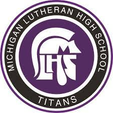 MICHIGAN LUTHERAN HIGH SCHOOL
LHS
TITANS